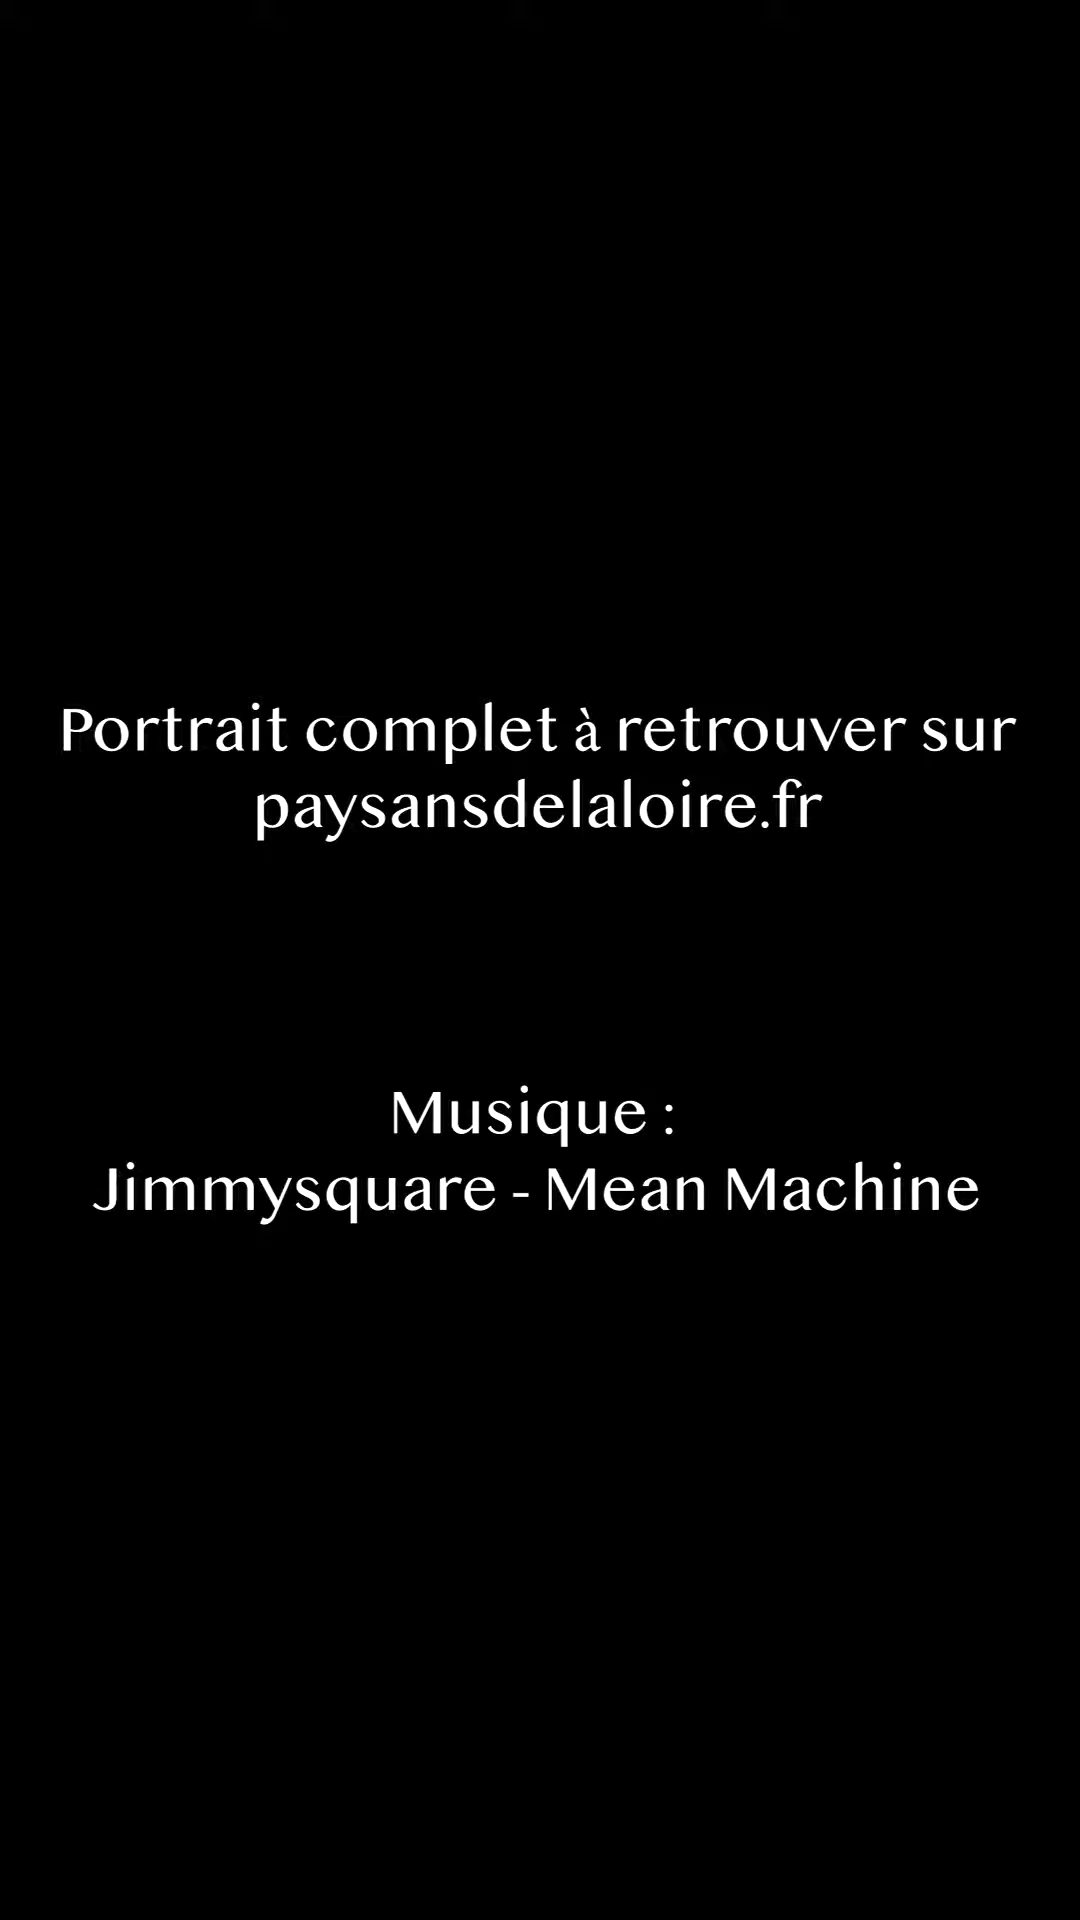 Portrait complet à retrouver sur
paysansdelaloire.fr
Musique :
Jimmysquare - Mean Machine